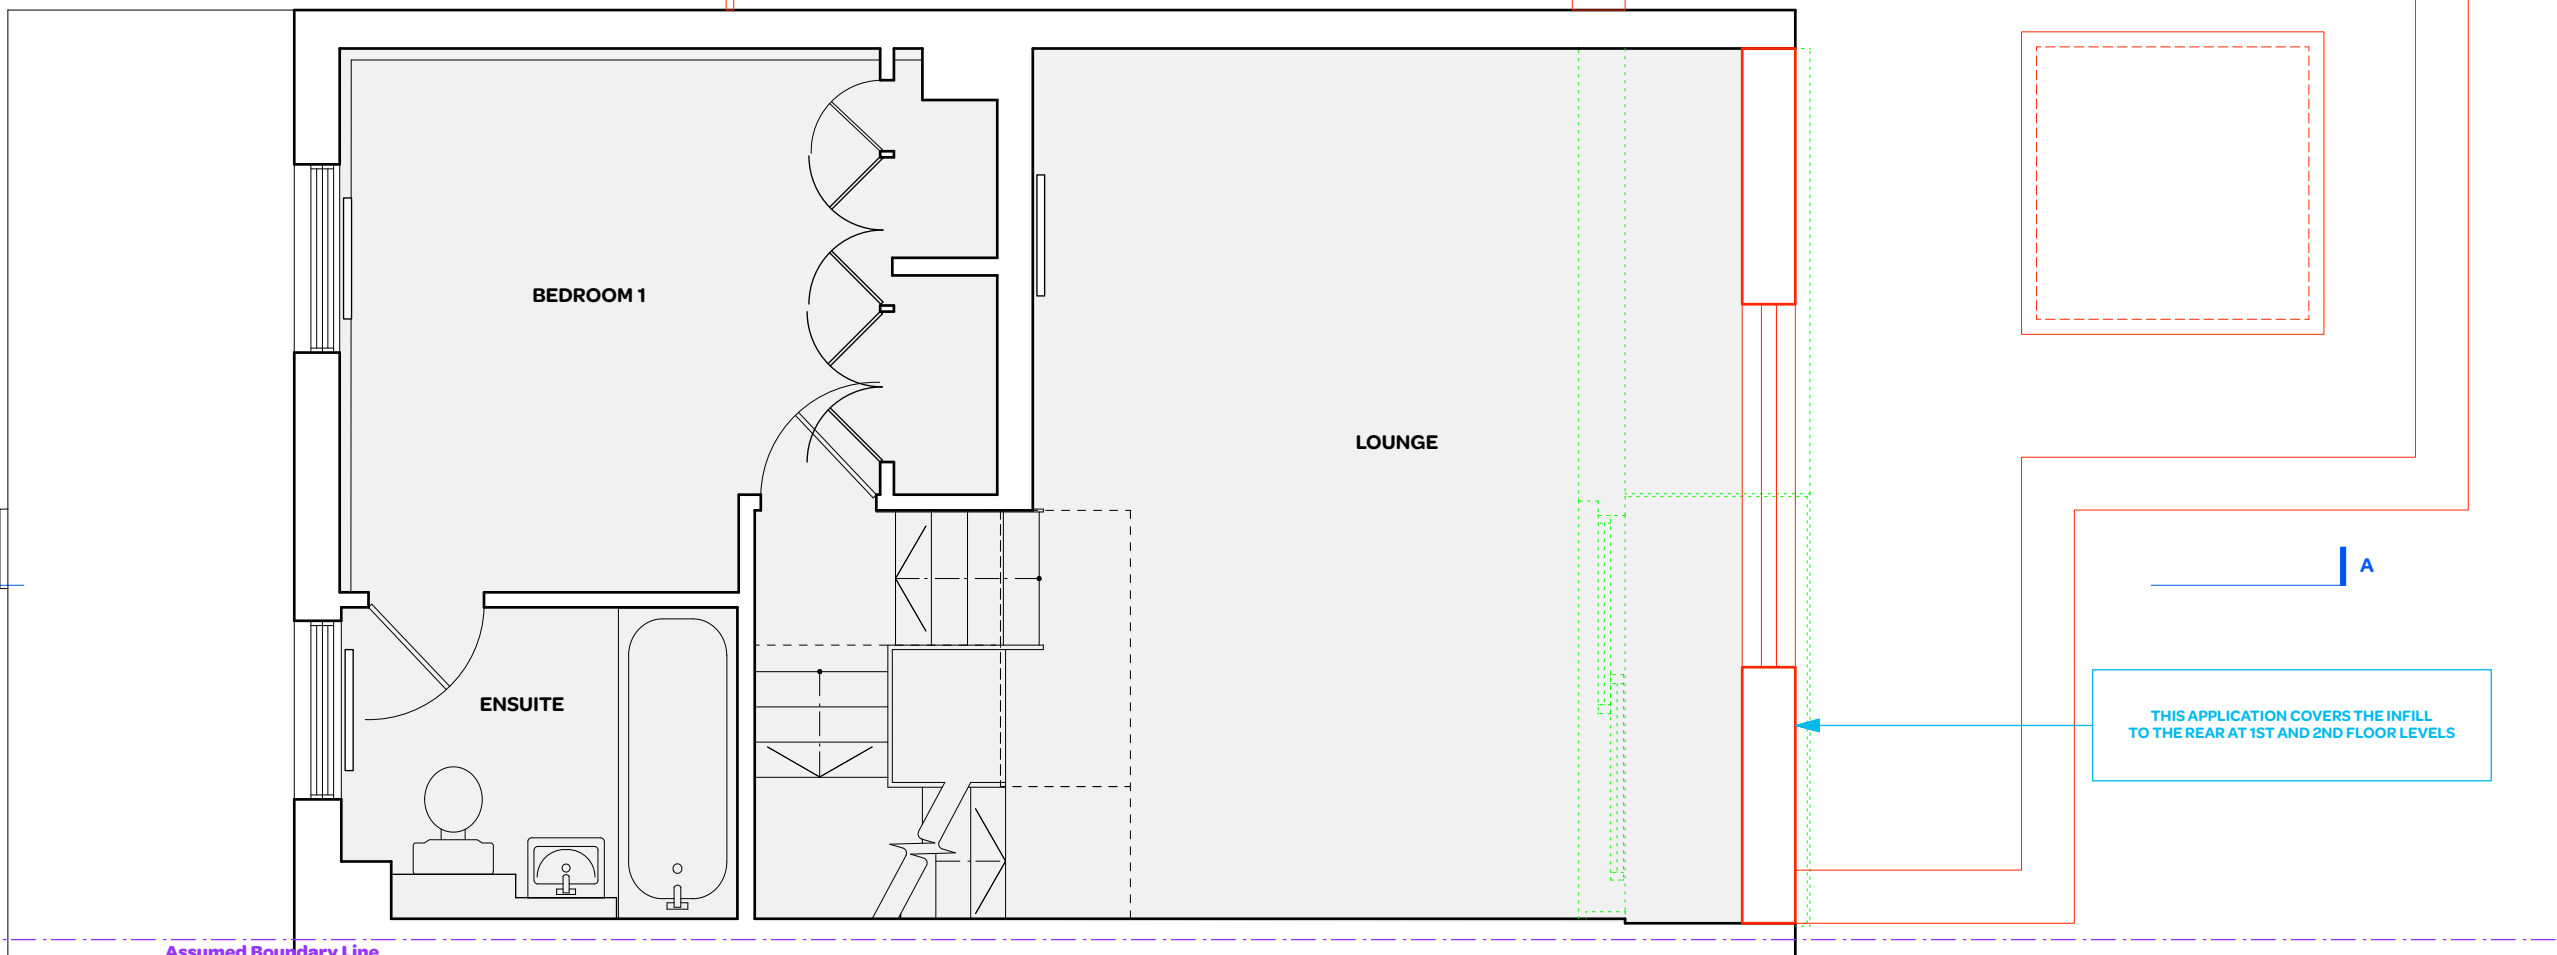 BEDROOM 1
LOUNGE
A
ENSUITE
THIS APPLICATION COVERS THE INFILL
TO THE REAR AT 1ST AND 2ND FLOOR LEVELS
Assumed Boundary Line